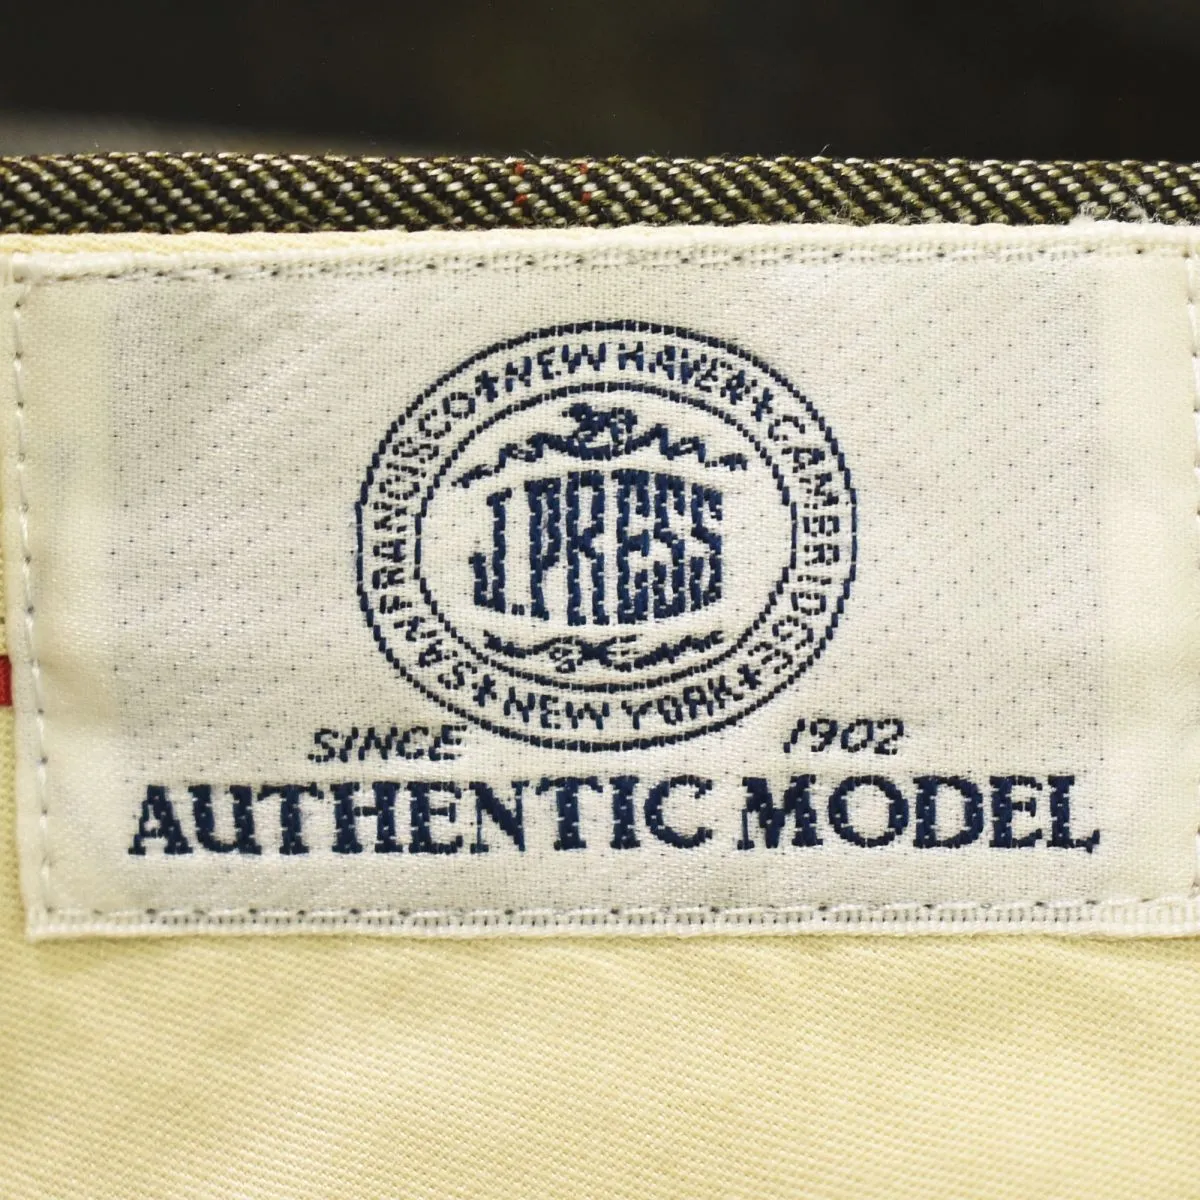 SAN FRANCISCO NEW HAVEN CAMBRIDGE
J.PRESS
NEW YORK
SINCE 1902
AUTHENTIC MODEL